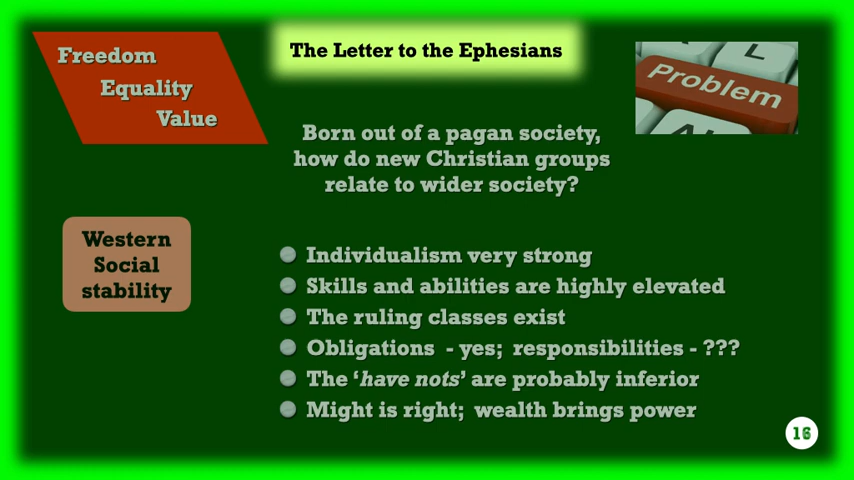 Freedom
Equality
Value
The Letter to the Ephesians
L
Problem
Born out of a pagan society,
how do new Christian groups
relate to wider society?
Western
Social
stability
Individualism very strong
Skills and abilities are highly elevated
The ruling classes exist
Obligations - yes; responsibilities - ???
The ‘have nots’ are probably inferior
Might is right; wealth brings power
16